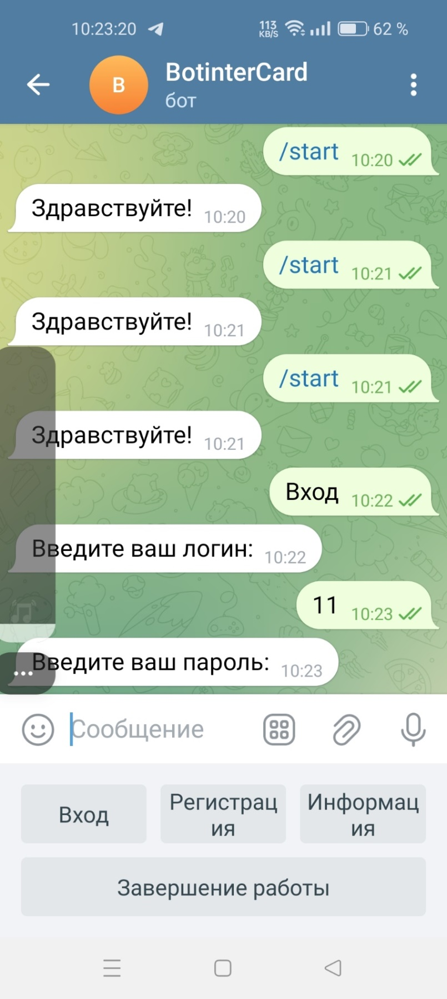 10:23:20 113 KB/S 62 %
BotinterCard
B
бот
/start 10:20
Здравствуйте! 10:20
/start 10:21
Здравствуйте! 10:21
/start 10:21
Здравствуйте! 10:21
Вход 10:22
Введите ваш логин: 10:22
11 10:23
Введите ваш пароль: 10:23
Сообщение
Вход
Регистрац
ия
Информац
ия
Завершение работы